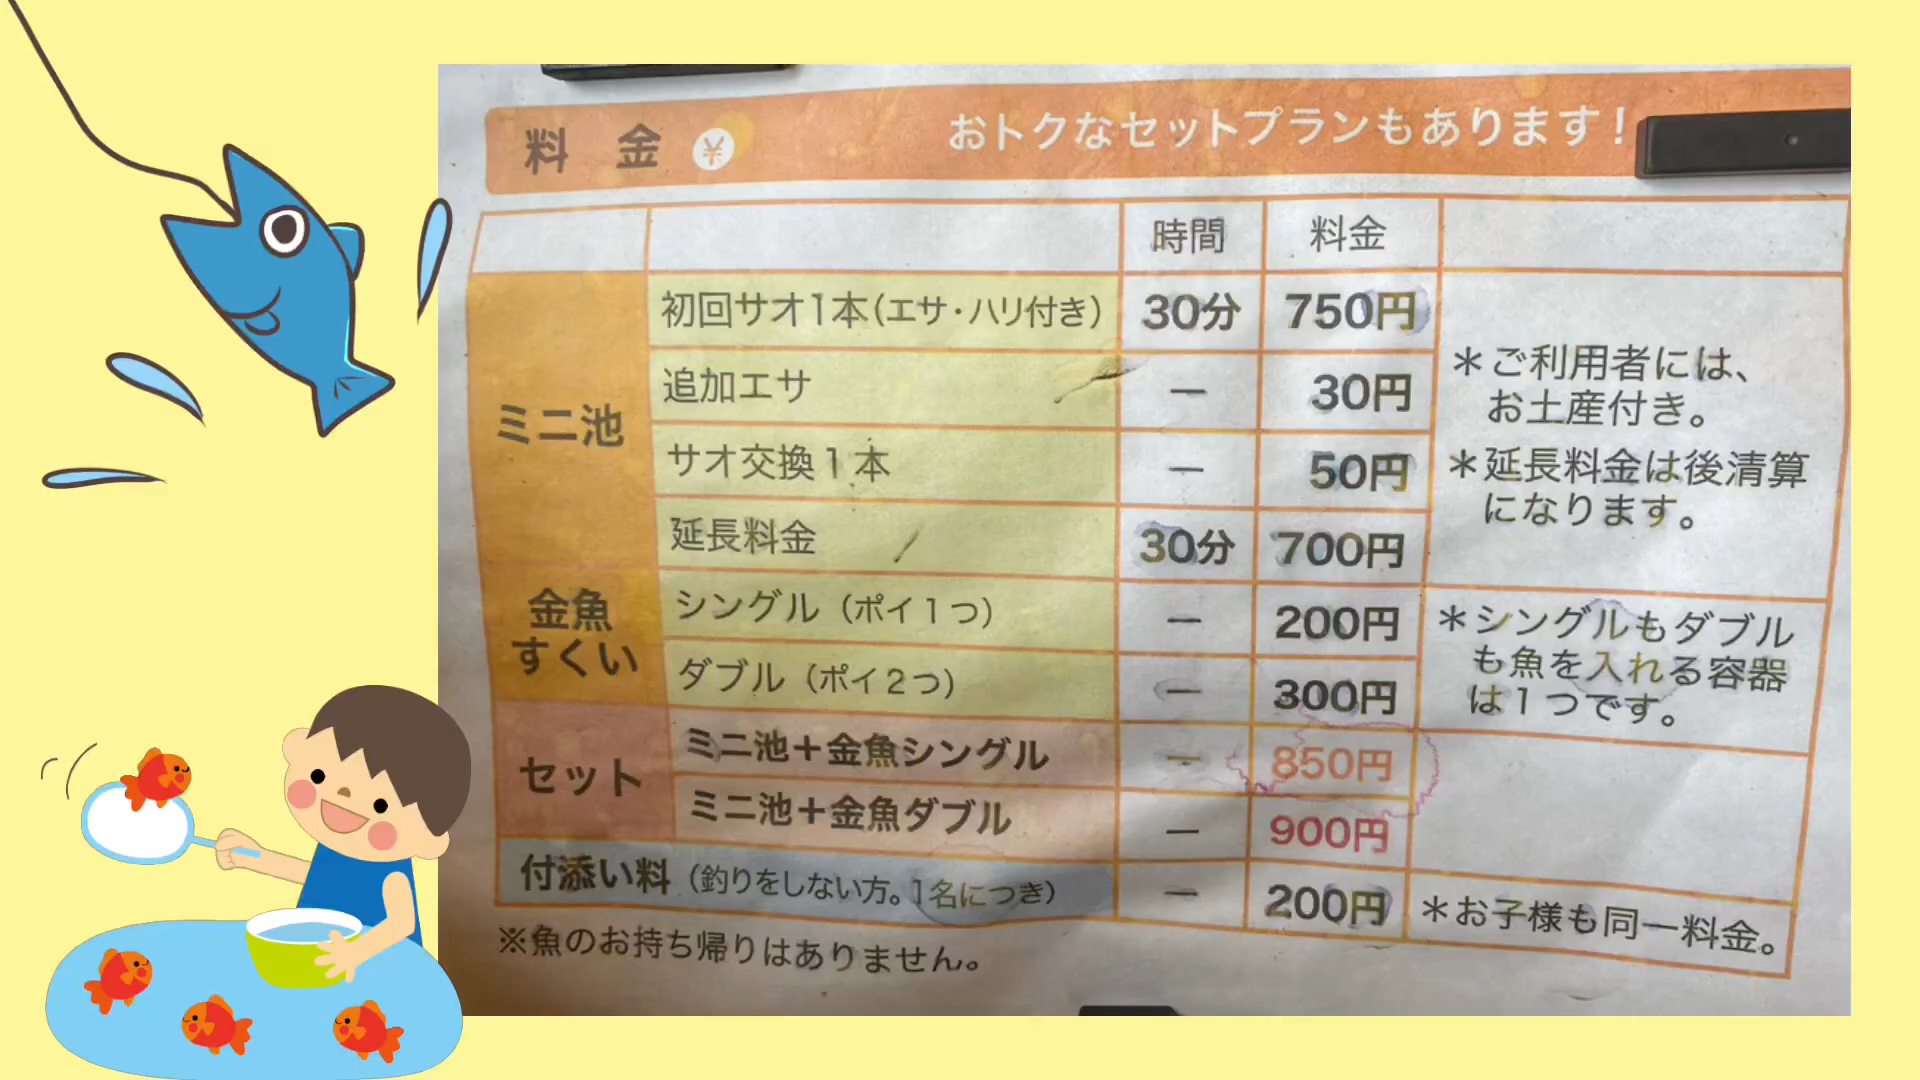 料 金 ¥ おトクなセットプランもあります！
時間 料金
ミニ池
初回サオ1本(エサ・ハリ付き) 30分 750円
追加エサ — 30円
サオ交換1本 — 50円
延長料金 30分 700円
＊ご利用者には、
お土産付き。
＊延長料金は後清算
になります。
金魚
すくい
シングル（ポイ1つ） — 200円
ダブル（ポイ2つ） — 300円
＊シングルもダブル
も魚を入れる容器
は1つです。
セット
ミニ池＋金魚シングル — 850円
ミニ池＋金魚ダブル — 900円
付添い料（釣りをしない方。1名につき） — 200円 ＊お子様も同一料金。
※魚のお持ち帰りはありません。